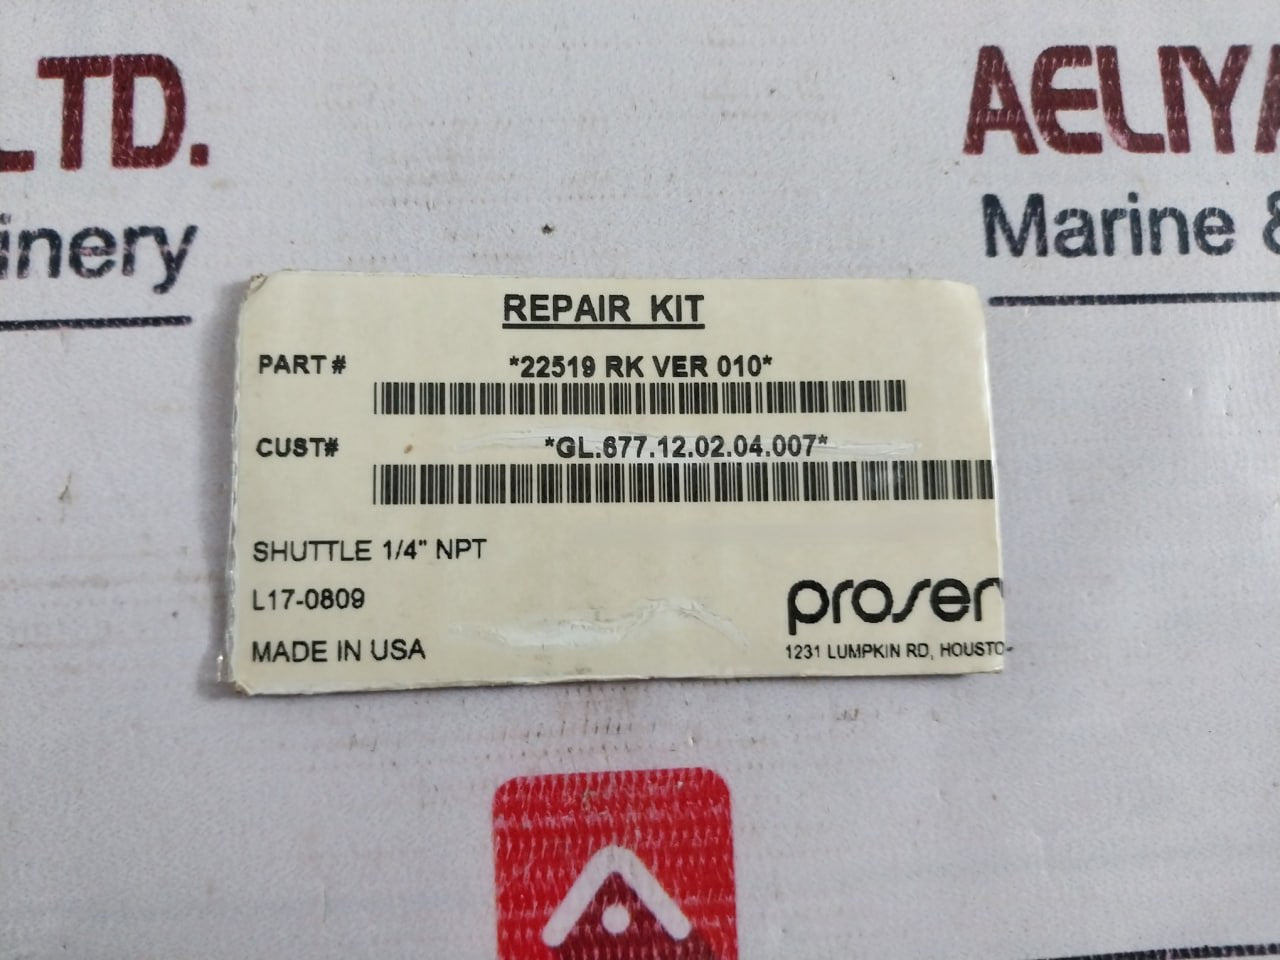 LTD.
inery
AELIYA
Marine &
REPAIR KIT
PART# *22519 RK VER 010*
CUST# *GL.677.12.02.04.007*
SHUTTLE 1/4" NPT
L17-0809
MADE IN USA
proser
1231 LUMPKIN RD, HOUSTO